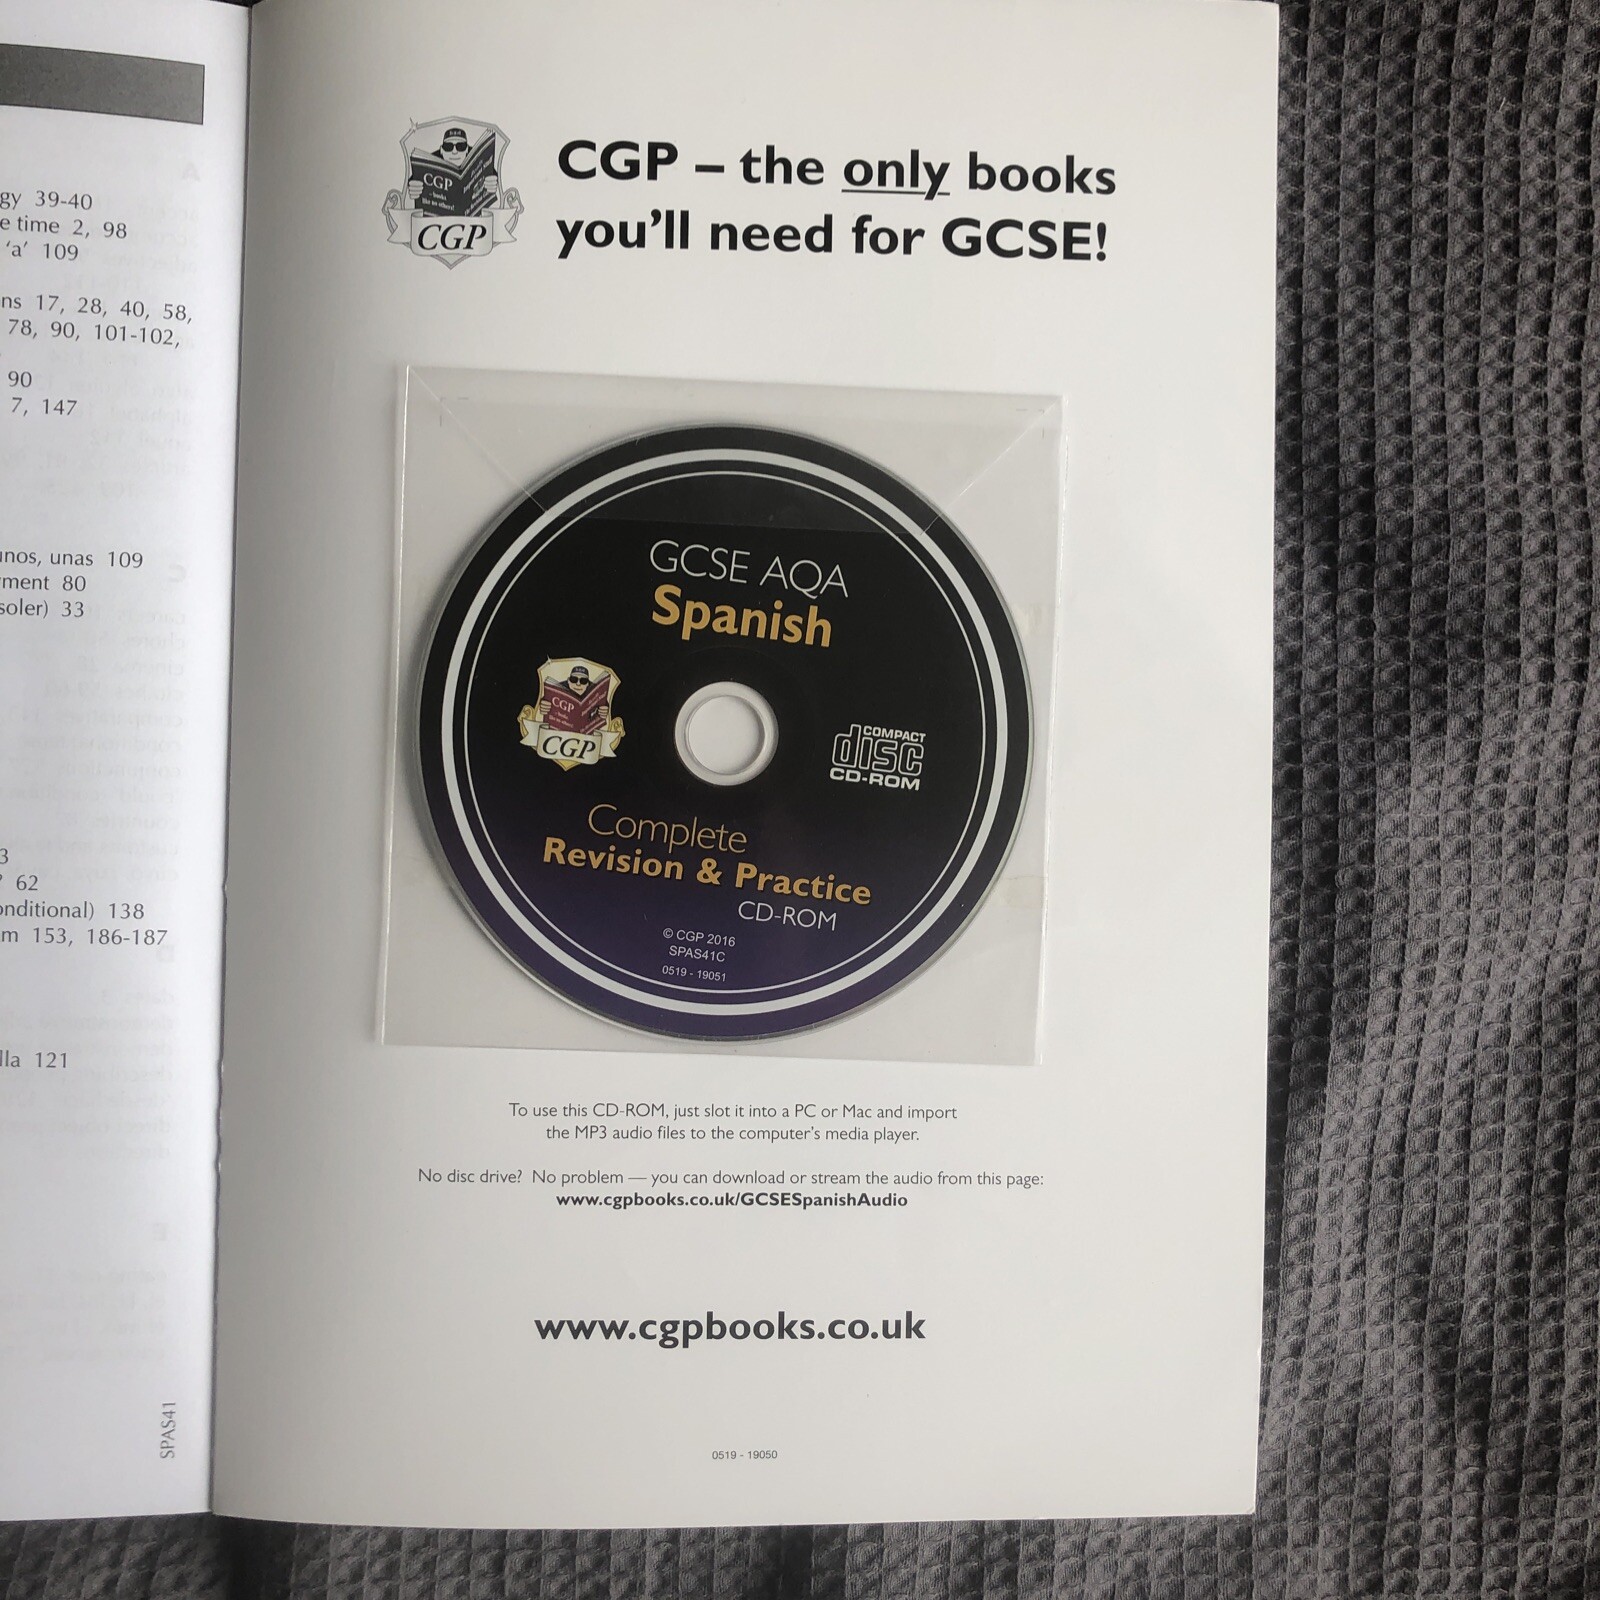 gy 39-40
e time 2, 98
'a' 109
ns 17, 28, 40, 58,
78, 90, 101-102,
90
7, 147
unos, unas 109
ment 80
soler) 33
3
? 62
onditional) 138
m 153, 186-187
lla 121
SPAS41
CGP
CGP
CGP – the only books
you'll need for GCSE!
GCSE AQA
Spanish
CGP
CGP
COMPACT
disc
CD-ROM
Complete
Revision & Practice
CD-ROM
© CGP 2016
SPAS41C
0519 - 19051
To use this CD-ROM, just slot it into a PC or Mac and import
the MP3 audio files to the computer's media player.
No disc drive? No problem — you can download or stream the audio from this page:
www.cgpbooks.co.uk/GCSESpanishAudio
www.cgpbooks.co.uk
0519 - 19050